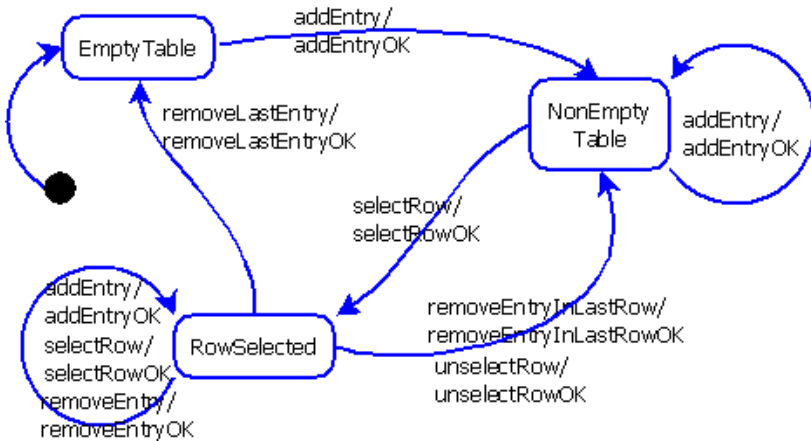 addEntry/
addEntryOK
EmptyTable
removeLastEntry/
removeLastEntryOK
NonEmpty
Table
addEntry/
addEntryOK
selectRow/
selectRowOK
addEntry/
addEntryOK
selectRow/
selectRowOK
removeEntry/
removeEntryOK
RowSelected
removeEntryInLastRow/
removeEntryInLastRowOK
unselectRow/
unselectRowOK